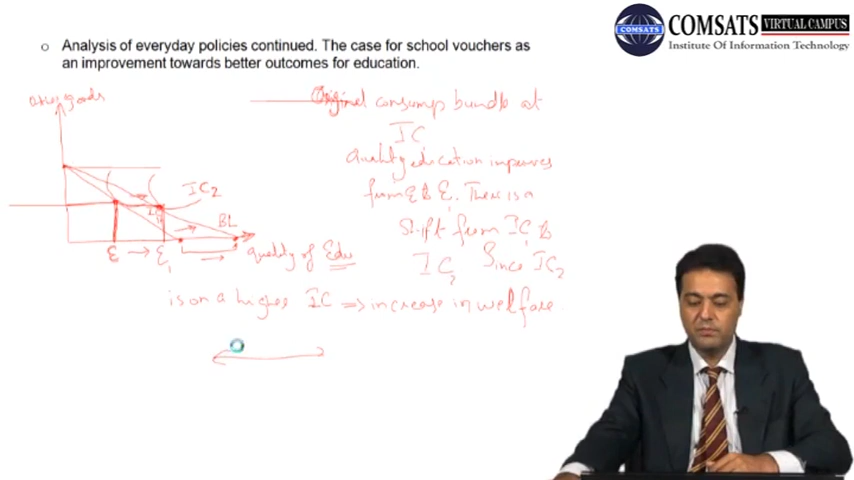 COMSATS VIRTUAL CAMPUS
Institute Of Information Technology
o Analysis of everyday policies continued. The case for school vouchers as
an improvement towards better outcomes for education.
goods
Original consump bundle at
IC
quality education improves
from E to E1. There is a
IC2
BL
shift from IC1 to
E → E1
quality of Edu
IC2 Since IC2
is on a higher IC ⇒ increase in welfare